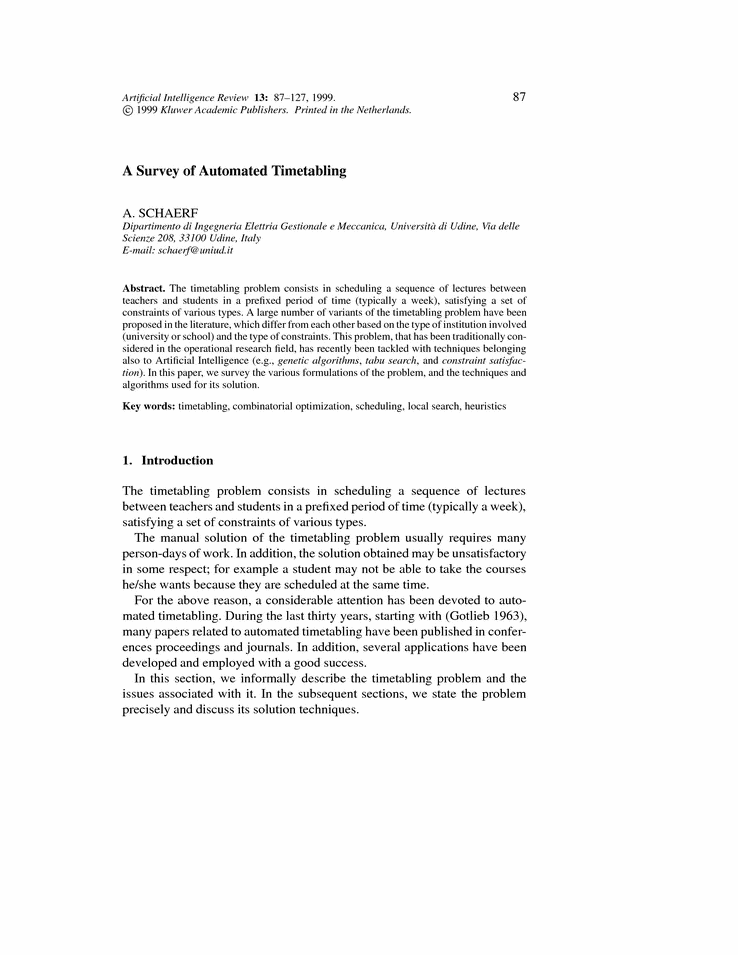 Artificial Intelligence Review 13: 87–127, 1999.
87
© 1999 Kluwer Academic Publishers. Printed in the Netherlands.
A Survey of Automated Timetabling
A. SCHAERF
Dipartimento di Ingegneria Elettria Gestionale e Meccanica, Università di Udine, Via delle
Scienze 208, 33100 Udine, Italy
E-mail: schaerf@uniud.it
Abstract. The timetabling problem consists in scheduling a sequence of lectures between
teachers and students in a prefixed period of time (typically a week), satisfying a set of
constraints of various types. A large number of variants of the timetabling problem have been
proposed in the literature, which differ from each other based on the type of institution involved
(university or school) and the type of constraints. This problem, that has been traditionally con-
sidered in the operational research field, has recently been tackled with techniques belonging
also to Artificial Intelligence (e.g., genetic algorithms, tabu search, and constraint satisfac-
tion). In this paper, we survey the various formulations of the problem, and the techniques and
algorithms used for its solution.
Key words: timetabling, combinatorial optimization, scheduling, local search, heuristics
1. Introduction
The timetabling problem consists in scheduling a sequence of lectures
between teachers and students in a prefixed period of time (typically a week),
satisfying a set of constraints of various types.
The manual solution of the timetabling problem usually requires many
person-days of work. In addition, the solution obtained may be unsatisfactory
in some respect; for example a student may not be able to take the courses
he/she wants because they are scheduled at the same time.
For the above reason, a considerable attention has been devoted to auto-
mated timetabling. During the last thirty years, starting with (Gotlieb 1963),
many papers related to automated timetabling have been published in confer-
ences proceedings and journals. In addition, several applications have been
developed and employed with a good success.
In this section, we informally describe the timetabling problem and the
issues associated with it. In the subsequent sections, we state the problem
precisely and discuss its solution techniques.